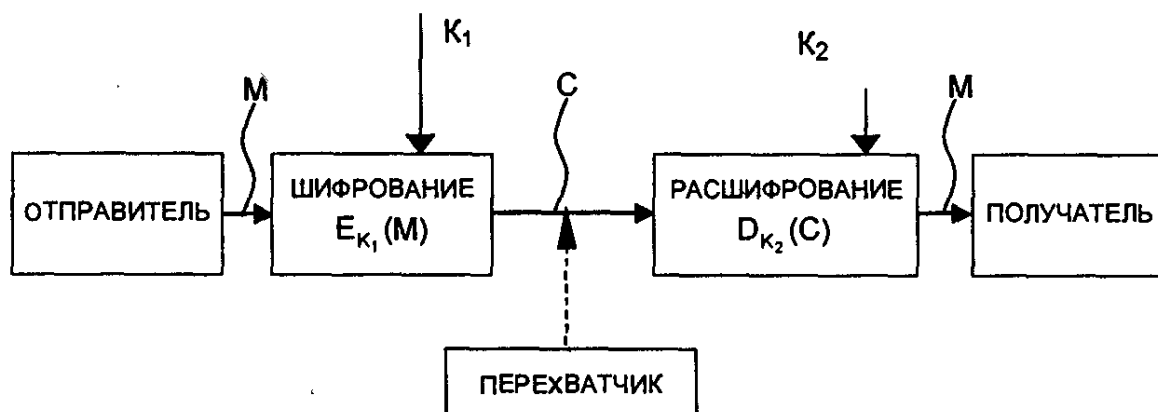 K₁
K₂
M
C
M
ОТПРАВИТЕЛЬ
ШИФРОВАНИЕ
E_K₁(M)
РАСШИФРОВАНИЕ
D_K₂(C)
ПОЛУЧАТЕЛЬ
ПЕРЕХВАТЧИК